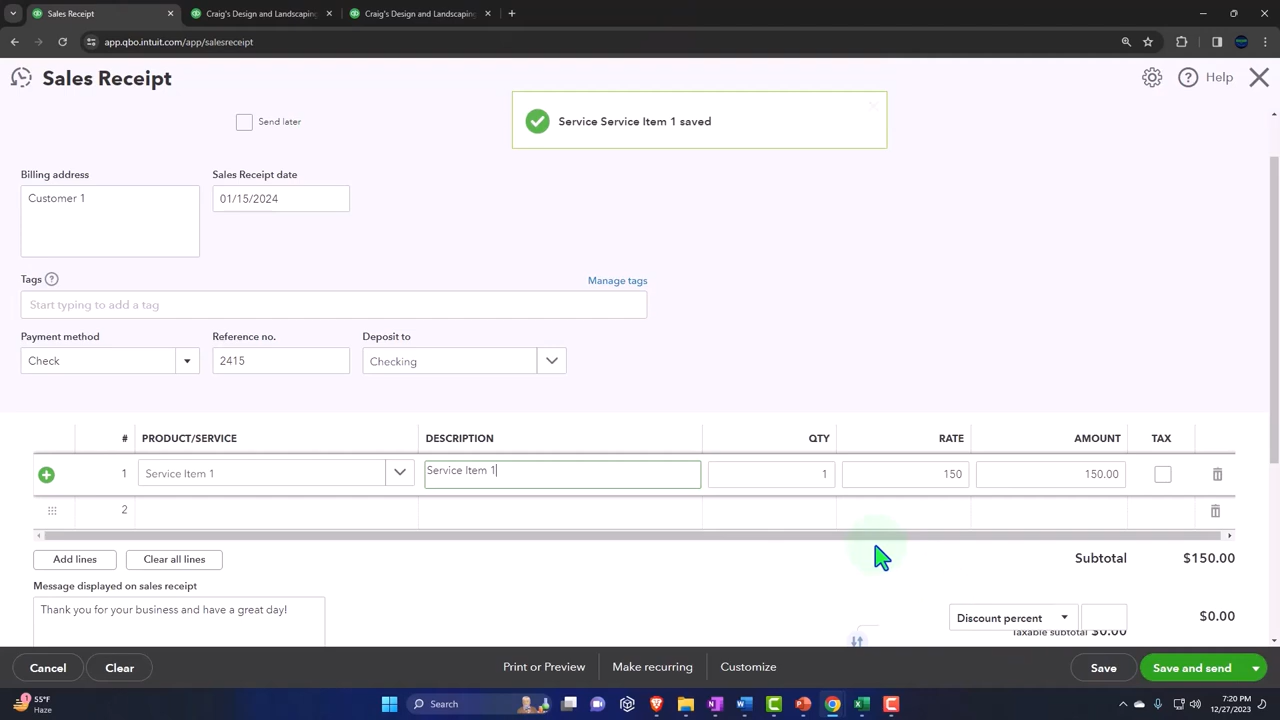 Sales Receipt
Craig's Design and Landscaping
Craig's Design and Landscaping
app.qbo.intuit.com/app/salesreceipt
Sales Receipt
Help
Send later
Service Service Item 1 saved
Billing address
Sales Receipt date
Customer 1
01/15/2024
Tags
Manage tags
Start typing to add a tag
Payment method
Reference no.
Deposit to
Check
2415
Checking
# PRODUCT/SERVICE DESCRIPTION QTY RATE AMOUNT TAX
1 Service Item 1 Service Item 1 1 150 150.00
2
Add lines
Clear all lines
Subtotal $150.00
Message displayed on sales receipt
Thank you for your business and have a great day!
Discount percent
$0.00
Taxable subtotal $0.00
Cancel
Clear
Print or Preview
Make recurring
Customize
Save
Save and send
1
55°F
Haze
Search
7:20 PM
12/27/2023